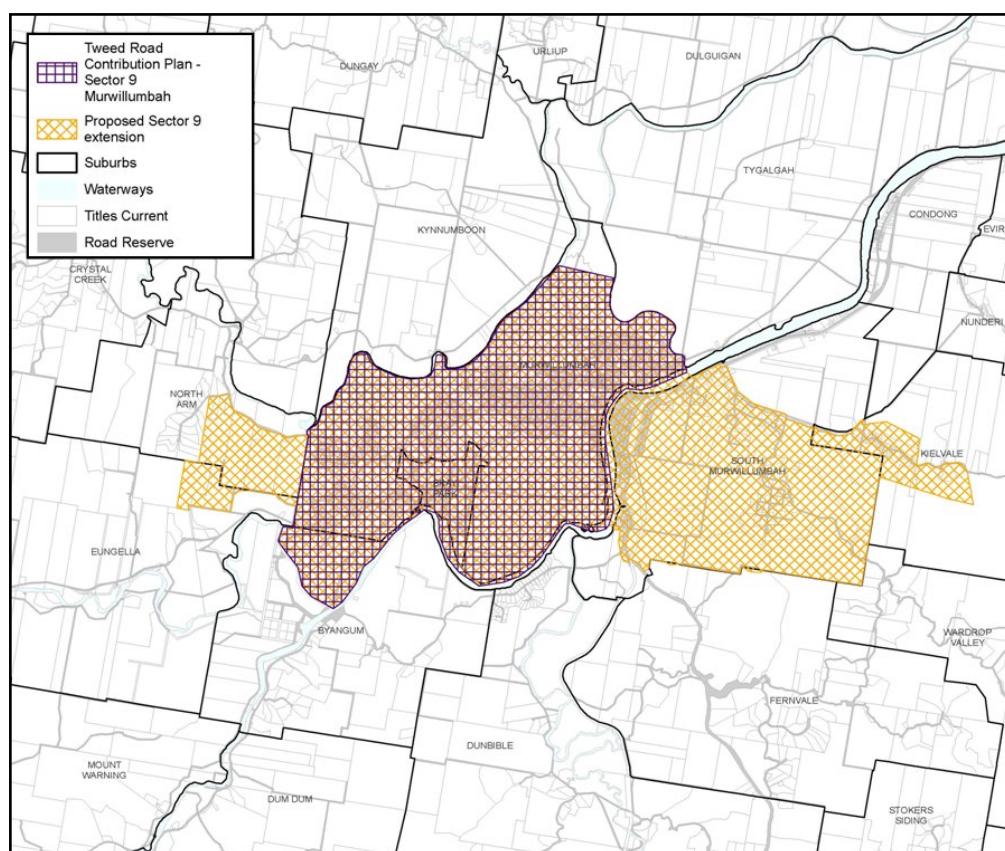 Tweed Road
Contribution Plan -
Sector 9
Murwillumbah
Proposed Sector 9
extension
Suburbs
Waterways
Titles Current
Road Reserve
URLIUP
DUNGAY
DULGUIGAN
TYGALGAH
CONDONG
EVIR
KYNNUMBOON
CRYSTAL
CREEK
NUNDERI
MURWILLUMBAH
NORTH
ARM
KIELVALE
SOUTH
MURWILLUMBAH
BRAY
PARK
EUNGELLA
BYANGUM
WARDROP
VALLEY
FERNVALE
DUNBIBLE
MOUNT
WARNING
DUM DUM
STOKERS
SIDING